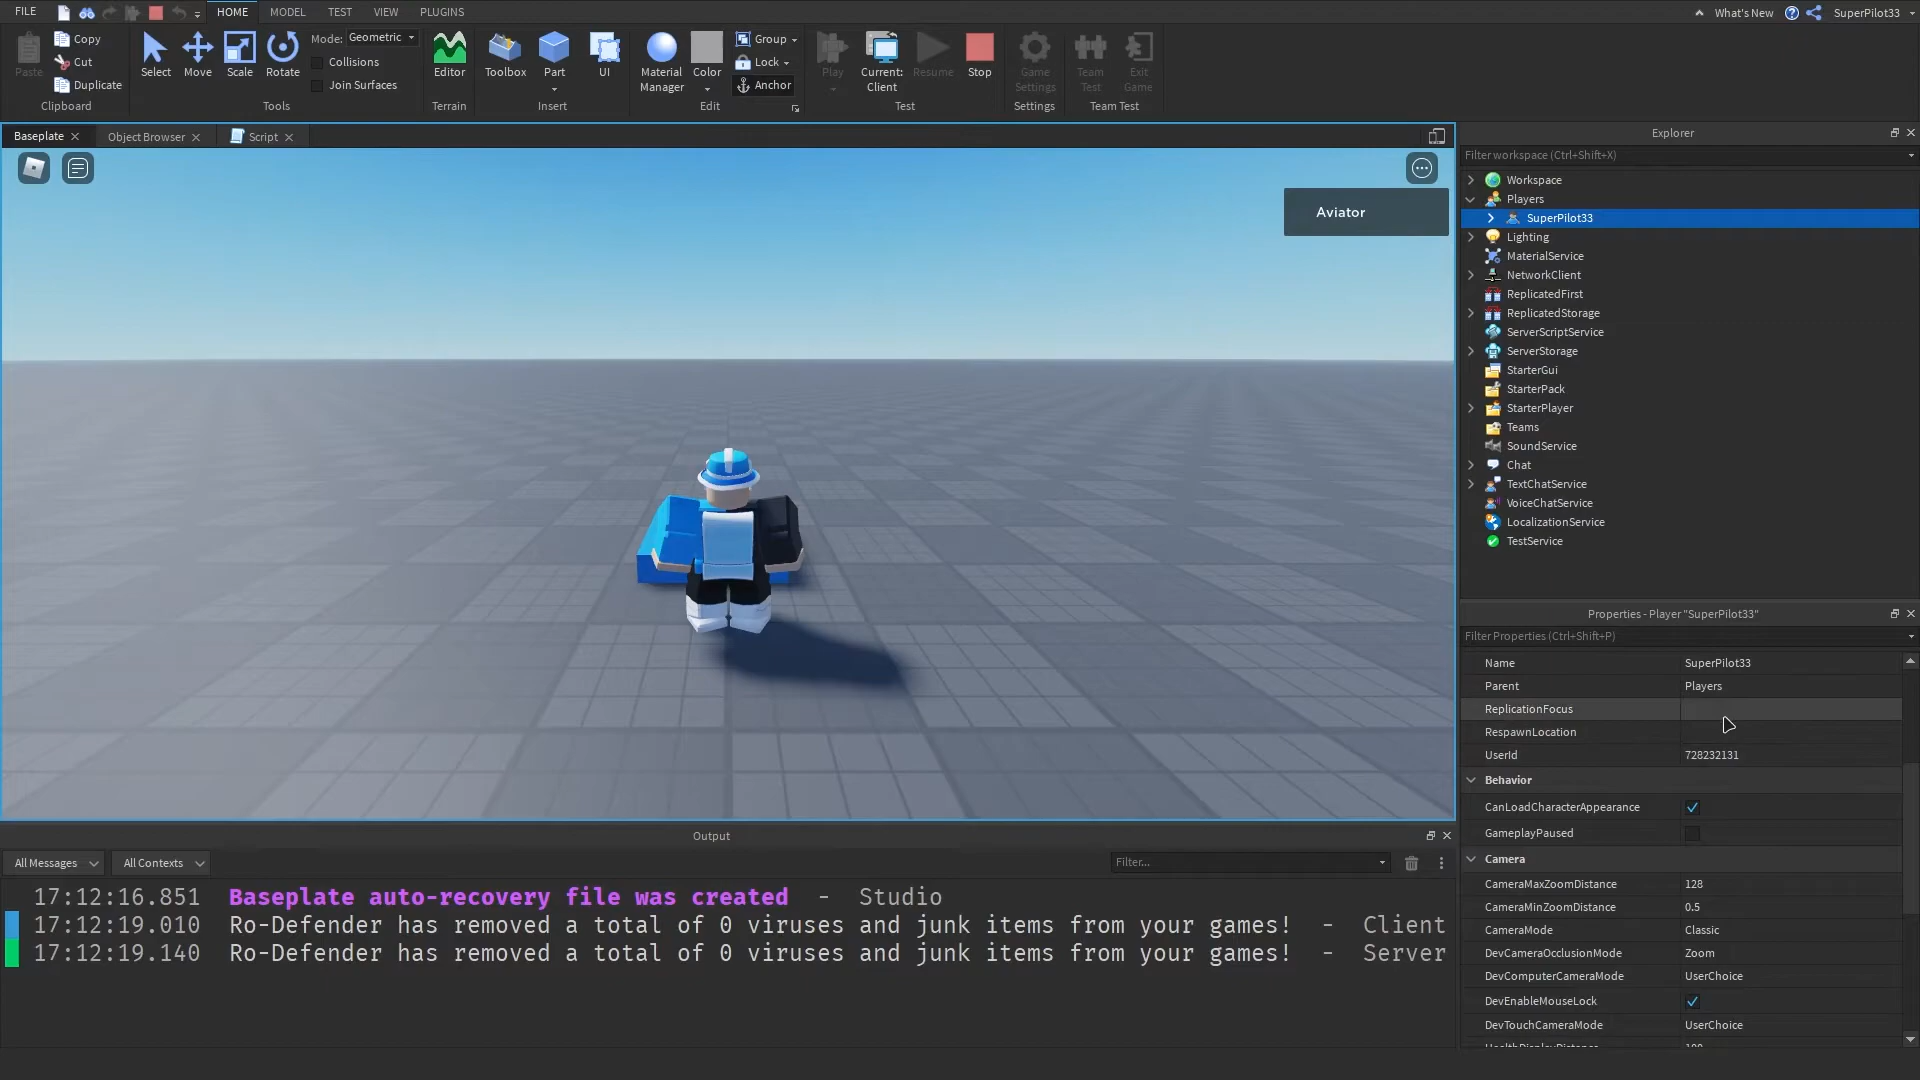 FILE
HOME
MODEL
TEST
VIEW
PLUGINS
What's New
SuperPilot33
Paste
Copy
Cut
Duplicate
Clipboard
Select
Move
Scale
Rotate
Mode: Geometric
Collisions
Join Surfaces
Tools
Editor
Terrain
Toolbox
Part
UI
Insert
Material
Manager
Color
Group
Lock
Anchor
Edit
Play
Current:
Client
Resume
Stop
Test
Game
Settings
Settings
Team
Test
Exit
Game
Team Test
Baseplate
Object Browser
Script
Aviator
Explorer
Filter workspace (Ctrl+Shift+X)
Workspace
Players
SuperPilot33
Lighting
MaterialService
NetworkClient
ReplicatedFirst
ReplicatedStorage
ServerScriptService
ServerStorage
StarterGui
StarterPack
StarterPlayer
Teams
SoundService
Chat
TextChatService
VoiceChatService
LocalizationService
TestService
Properties - Player "SuperPilot33"
Filter Properties (Ctrl+Shift+P)
Name SuperPilot33
Parent Players
ReplicationFocus
RespawnLocation
UserId 728232131
Behavior
CanLoadCharacterAppearance
GameplayPaused
Camera
CameraMaxZoomDistance 128
CameraMinZoomDistance 0.5
CameraMode Classic
DevCameraOcclusionMode Zoom
DevComputerCameraMode UserChoice
DevEnableMouseLock
DevTouchCameraMode UserChoice
HealthDisplayDistance 100
Output
All Messages
All Contexts
Filter...
17:12:16.851 Baseplate auto-recovery file was created - Studio
17:12:19.010 Ro-Defender has removed a total of 0 viruses and junk items from your games! - Client
17:12:19.140 Ro-Defender has removed a total of 0 viruses and junk items from your games! - Server